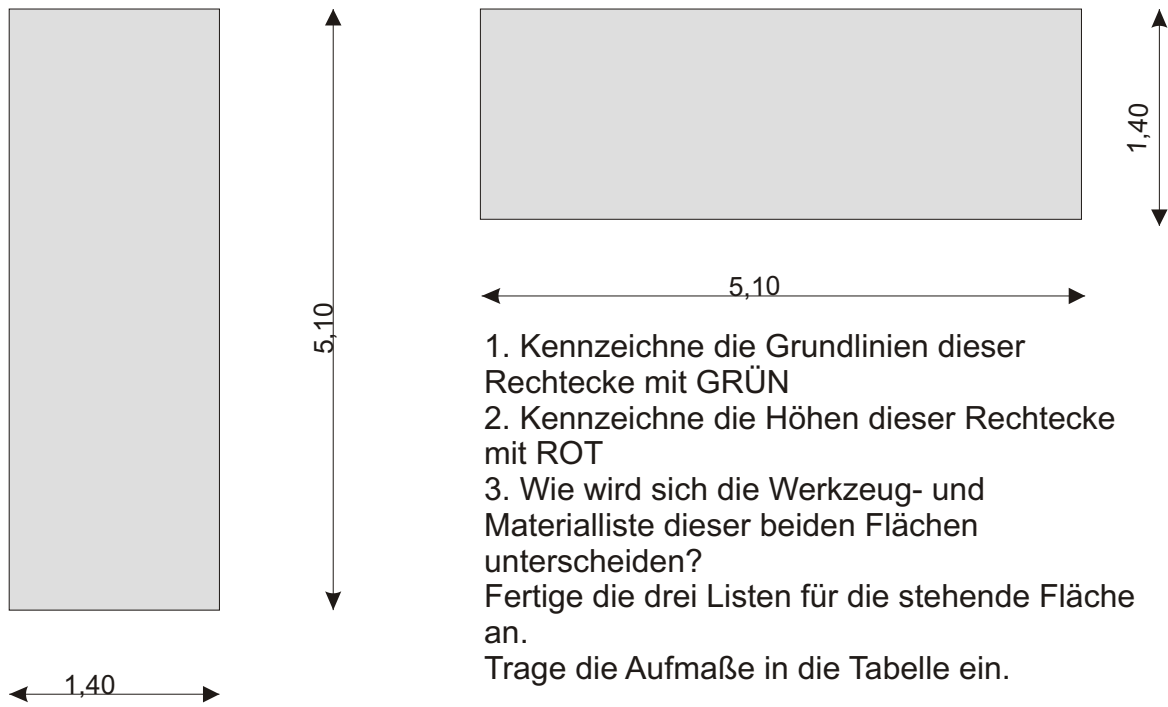 5,10
1,40
1,40
5,10
1. Kennzeichne die Grundlinien dieser
Rechtecke mit GRÜN
2. Kennzeichne die Höhen dieser Rechtecke
mit ROT
3. Wie wird sich die Werkzeug- und
Materialliste dieser beiden Flächen
unterscheiden?
Fertige die drei Listen für die stehende Fläche
an.
Trage die Aufmaße in die Tabelle ein.